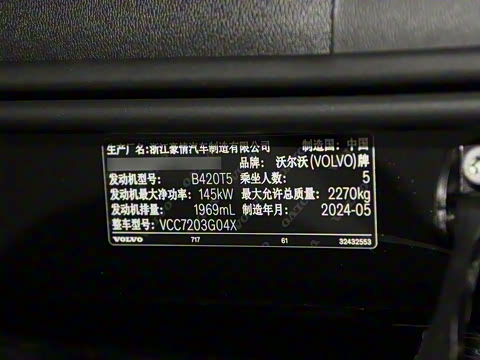 生产厂名:浙江豪情汽车制造有限公司 制造国: 中国
品牌: 沃尔沃(VOLVO)牌
发动机型号: B420T5 乘坐人数: 5
发动机最大净功率: 145kW 最大允许总质量: 2270kg
发动机排量: 1969mL 制造年月: 2024-05
整车型号: VCC7203G04X
VOLVO 717 61 32432553